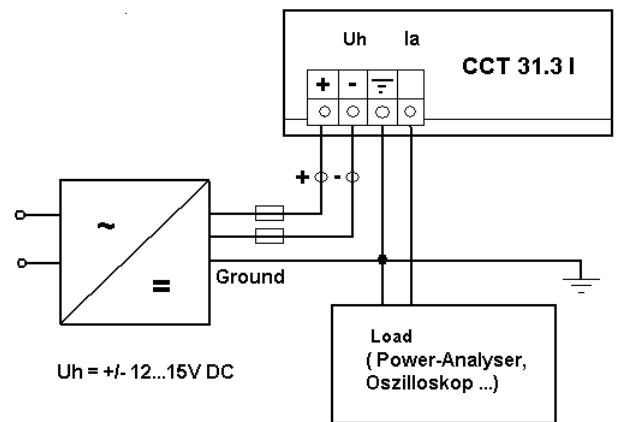 Uh Ia
CCT 31.3 I
+ -
+ -
~
=
Ground
Uh = +/- 12...15V DC
Load
( Power-Analyser,
Oszilloskop ...)